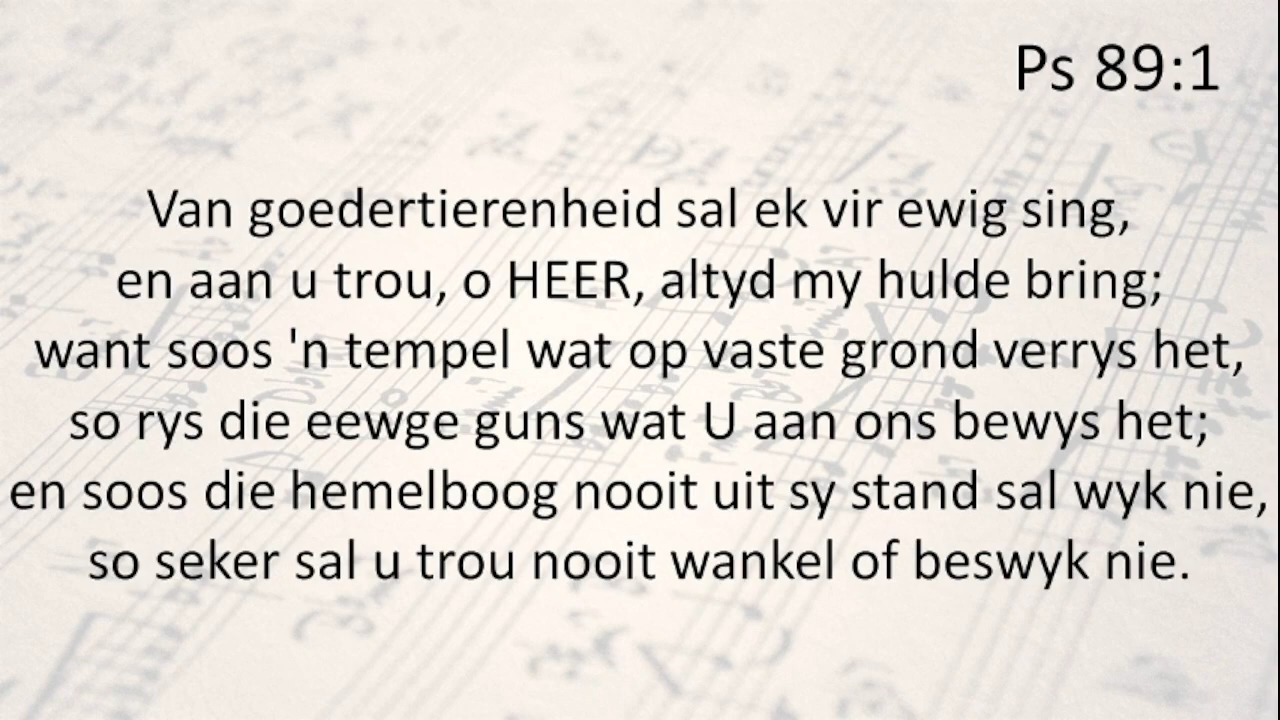 Ps 89:1
Van goedertierenheid sal ek vir ewig sing,
en aan u trou, o HEER, altyd my hulde bring;
want soos 'n tempel wat op vaste grond verrys het,
so rys die eewge guns wat U aan ons bewys het;
en soos die hemelboog nooit uit sy stand sal wyk nie,
so seker sal u trou nooit wankel of beswyk nie.